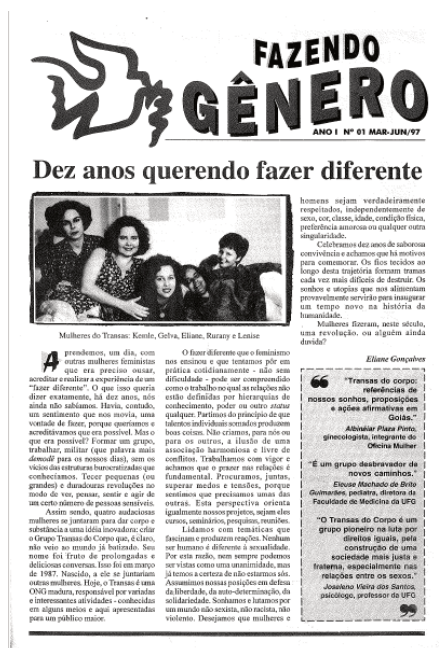 FAZENDO
GÊNERO
ANO I Nº 01 MAR-JUN/97
Dez anos querendo fazer diferente
Mulheres do Transas: Kemle, Gelva, Eliane, Rurany e Lenise
Aprendemos, um dia, com
outras mulheres feministas
que era preciso ousar,
acreditar e realizar a experiência de um
"fazer diferente". O que isso queria
dizer exatamente, há dez anos, nós
ainda não sabíamos. Havia, contudo,
um sentimento que nos movia, uma
vontade de fazer, porque queríamos e
acreditávamos que era possível. Mas o
que era possível? Formar um grupo,
trabalhar, militar (que palavra mais
demodê para os nossos dias), sem os
vícios das estruturas burocratizadas que
conhecíamos. Tecer pequenas (ou
grandes) e duradouras revoluções no
modo de ver, pensar, sentir e agir de
um certo número de pessoas sensíveis.
Assim sendo, quatro audaciosas
mulheres se juntaram para dar corpo e
substância a uma idéia inovadora: criar
o Grupo Transas do Corpo que, é claro,
não veio ao mundo já batizado. Seu
nome foi fruto de prolongadas e
deliciosas conversas. Isso foi em março
de 1987. Nascido, a ele se juntariam
outras mulheres. Hoje, o Transas é uma
ONG madura, responsável por variadas
e interessantes atividades - conhecidas
em alguns meios e aqui apresentadas
para um público maior.
O fazer diferente que o feminismo
nos ensinou e que tentamos pôr em
prática cotidianamente - não sem
dificuldade - pode ser compreendido
como o trabalho no qual as relações não
estão definidas por hierarquias de
conhecimento, poder ou outro status
qualquer. Partimos do princípio de que
talentos individuais somados produzem
boas coisas. Não criamos, para nós ou
para os outros, a ilusão de uma
associação harmoniosa e livre de
conflitos. Trabalhamos com vigor e
achamos que o prazer nas relações é
fundamental. Procuramos, juntas,
superar medos e tensões, porque
sentimos que precisamos umas das
outras. Esta perspectiva orienta
igualmente nossos projetos, sejam eles
cursos, seminários, pesquisas, reuniões.
Lidamos com temáticas que
fascinam e produzem reações. Nenhum
ser humano é diferente à sexualidade.
Por esta razão, nem sempre podemos
ser vistas como uma unanimidade, mas
já temos a certeza de não estarmos sós.
Assumimos nossas posições em defesa
da liberdade, da auto-determinação, da
solidariedade. Sonhamos e lutamos por
um mundo não sexista, não racista, não
violento. Desejamos que mulheres e
homens sejam verdadeiramente
respeitados, independentemente de
sexo, cor, classe, idade, condição física,
preferência amorosa ou qualquer outra
singularidade.
Celebramos dez anos de saborosa
convivência e achamos que há motivos
para comemorar. Os fios tecidos ao
longo desta trajetória formam tramas
cada vez mais difíceis de destruir. Os
sonhos e utopias que nos alimentam
provavelmente servirão para inaugurar
um tempo novo na história da
humanidade.
Mulheres fizeram, neste século,
uma revolução, ou alguém ainda
duvida?
Eliane Gonçalves
"Transas do corpo:
referências de
nossos sonhos, proposições
e ações afirmativas em
Goiás."
Albinéiar Plaza Pinto,
ginecologista, integrante do
Oficina Mulher
"É um grupo desbravador de
novos caminhos."
Eleuse Machado de Brito
Guimarães, pediatra, diretora da
Faculdade de Medicina da UFG
"O Transas do Corpo é um
grupo pioneiro na luta por
direitos iguais, pela
construção de uma
sociedade mais justa e
fraterna, especialmente nas
relações entre os sexos."
Joselene Vieira dos Santos,
psicólogo, professor da UFG